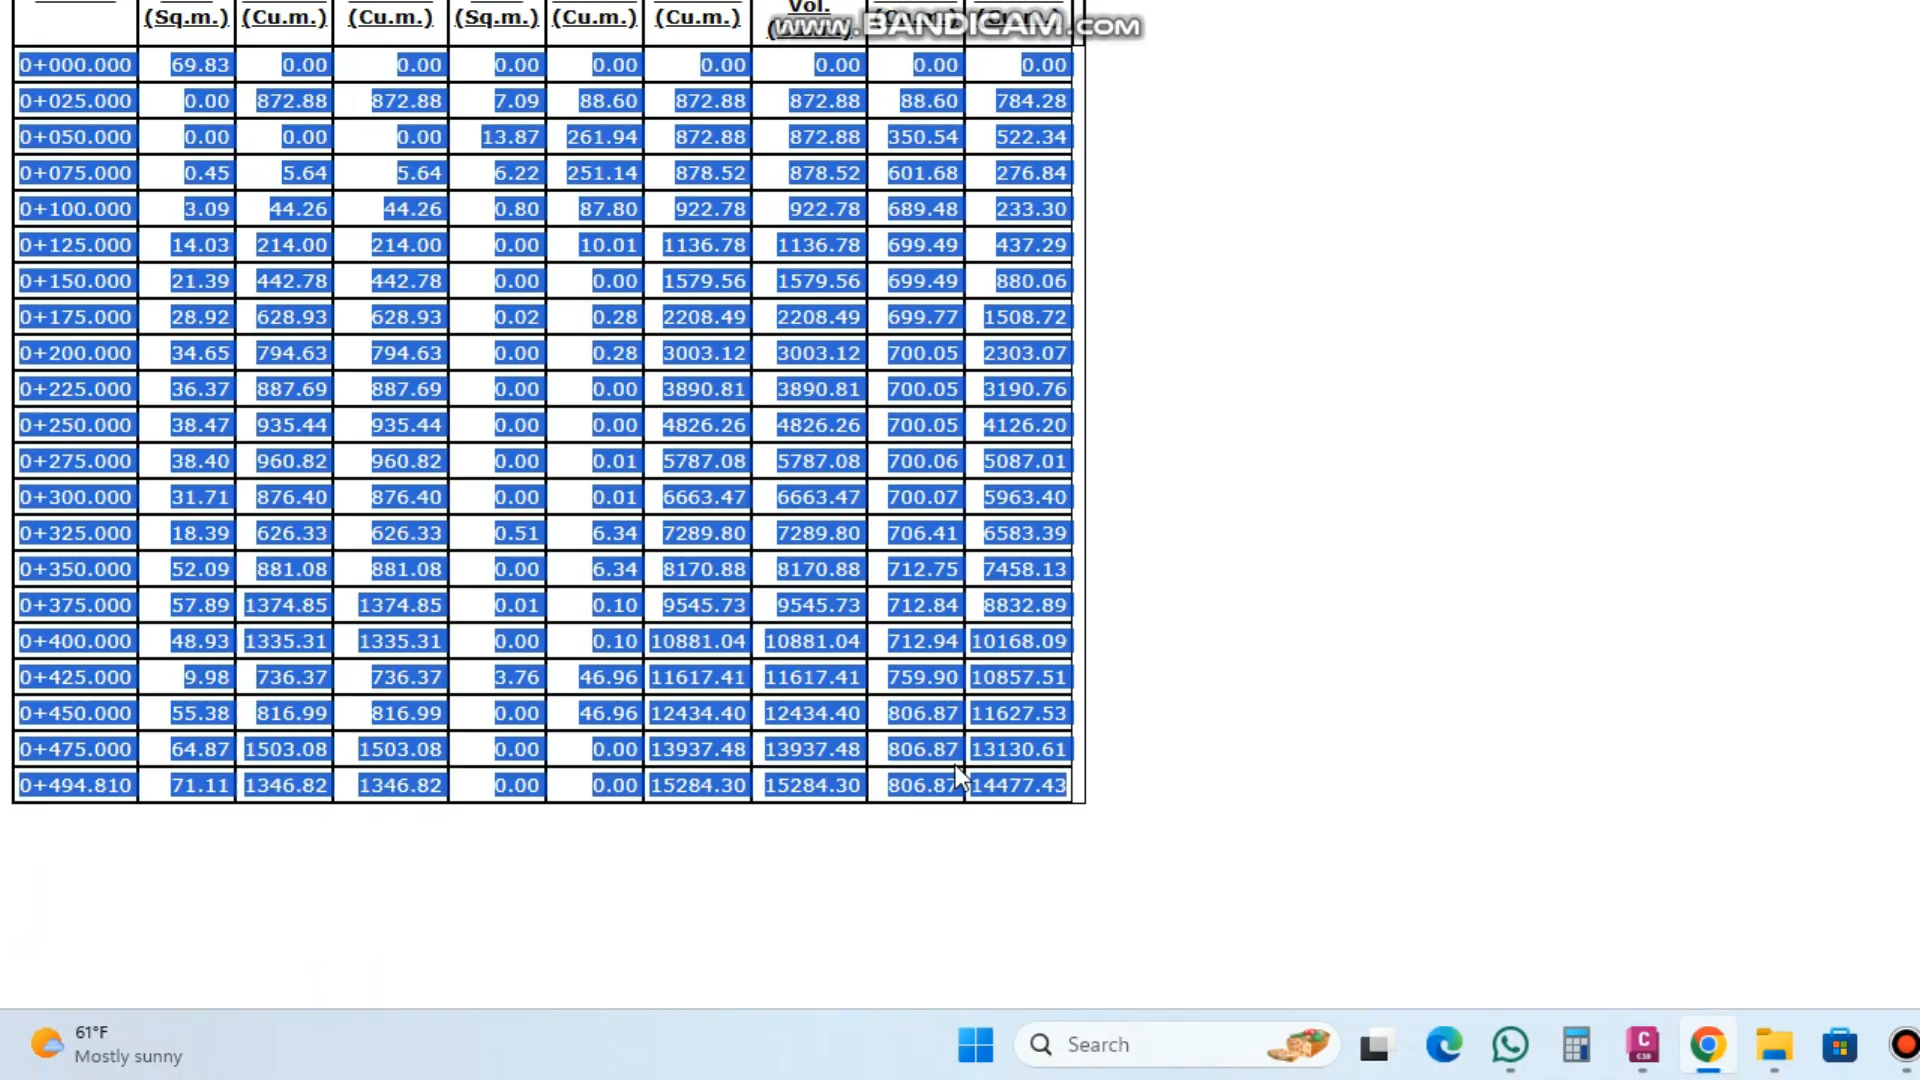 Vol.
(Sq.m.) (Cu.m.) (Cu.m.) (Sq.m.) (Cu.m.) (Cu.m.)
www.BANDICAM.com
0+000.000 69.83 0.00 0.00 0.00 0.00 0.00 0.00 0.00 0.00
0+025.000 0.00 872.88 872.88 7.09 88.60 872.88 872.88 88.60 784.28
0+050.000 0.00 0.00 0.00 13.87 261.94 872.88 872.88 350.54 522.34
0+075.000 0.45 5.64 5.64 6.22 251.14 878.52 878.52 601.68 276.84
0+100.000 3.09 44.26 44.26 0.80 87.80 922.78 922.78 689.48 233.30
0+125.000 14.03 214.00 214.00 0.00 10.01 1136.78 1136.78 699.49 437.29
0+150.000 21.39 442.78 442.78 0.00 0.00 1579.56 1579.56 699.49 880.06
0+175.000 28.92 628.93 628.93 0.02 0.28 2208.49 2208.49 699.77 1508.72
0+200.000 34.65 794.63 794.63 0.00 0.28 3003.12 3003.12 700.05 2303.07
0+225.000 36.37 887.69 887.69 0.00 0.00 3890.81 3890.81 700.05 3190.76
0+250.000 38.47 935.44 935.44 0.00 0.00 4826.26 4826.26 700.05 4126.20
0+275.000 38.40 960.82 960.82 0.00 0.01 5787.08 5787.08 700.06 5087.01
0+300.000 31.71 876.40 876.40 0.00 0.01 6663.47 6663.47 700.07 5963.40
0+325.000 18.39 626.33 626.33 0.51 6.34 7289.80 7289.80 706.41 6583.39
0+350.000 52.09 881.08 881.08 0.00 6.34 8170.88 8170.88 712.75 7458.13
0+375.000 57.89 1374.85 1374.85 0.01 0.10 9545.73 9545.73 712.84 8832.89
0+400.000 48.93 1335.31 1335.31 0.00 0.10 10881.04 10881.04 712.94 10168.09
0+425.000 9.98 736.37 736.37 3.76 46.96 11617.41 11617.41 759.90 10857.51
0+450.000 55.38 816.99 816.99 0.00 46.96 12434.40 12434.40 806.87 11627.53
0+475.000 64.87 1503.08 1503.08 0.00 0.00 13937.48 13937.48 806.87 13130.61
0+494.810 71.11 1346.82 1346.82 0.00 0.00 15284.30 15284.30 806.87 14477.43
61°F
Mostly sunny
Search
C
C3D